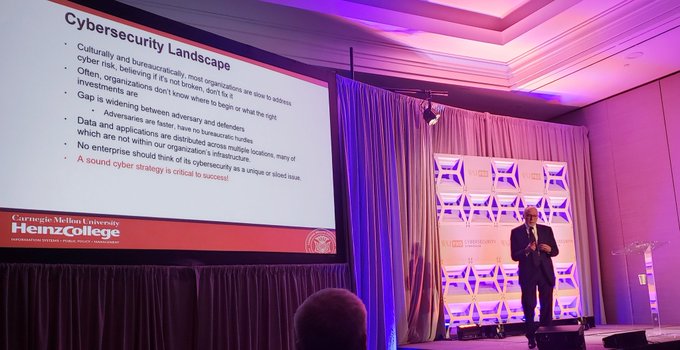 Cybersecurity Landscape
• Culturally and bureaucratically, most organizations are slow to address
cyber risk, believing if it's not broken, don't fix it
• Often, organizations don't know where to begin or what the right
investments are
• Gap is widening between adversary and defenders
• Adversaries are faster, have no bureaucratic hurdles
• Data and applications are distributed across multiple locations, many of
which are not within our organization's infrastructure.
• No enterprise should think of its cybersecurity as a unique or siloed issue.
• A sound cyber strategy is critical to success!
Carnegie Mellon University
HeinzCollege
INFORMATION SYSTEMS • PUBLIC POLICY • MANAGEMENT
WSJ PRO
CYBERSECURITY